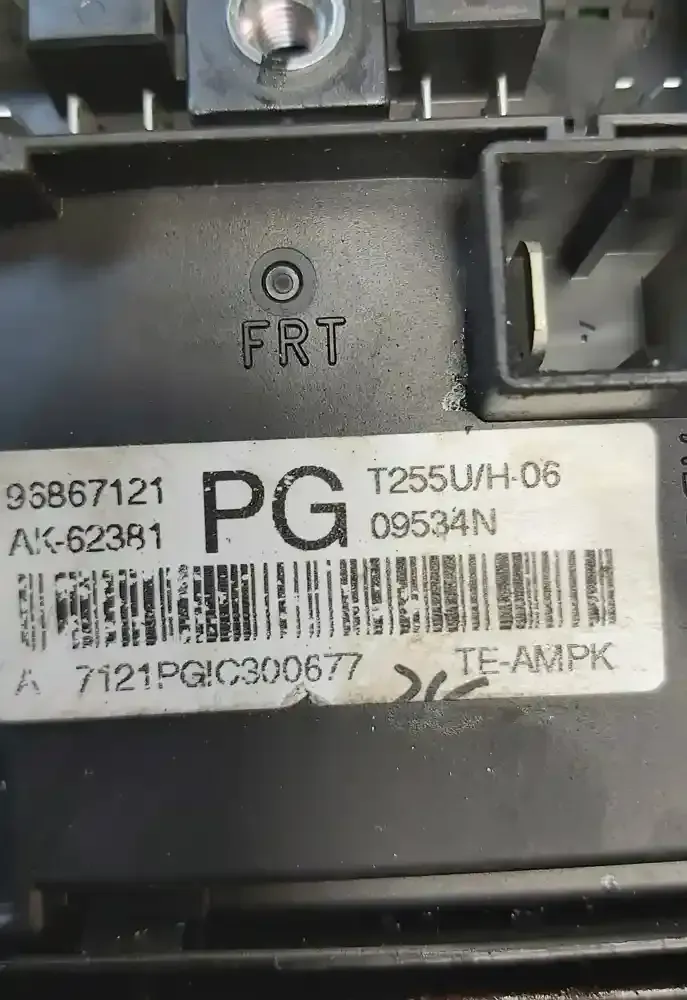 FRT
96867121
AK-62381
PG
T255U/H-06
09534N
A 7121PGIC300677 TE-AMPK